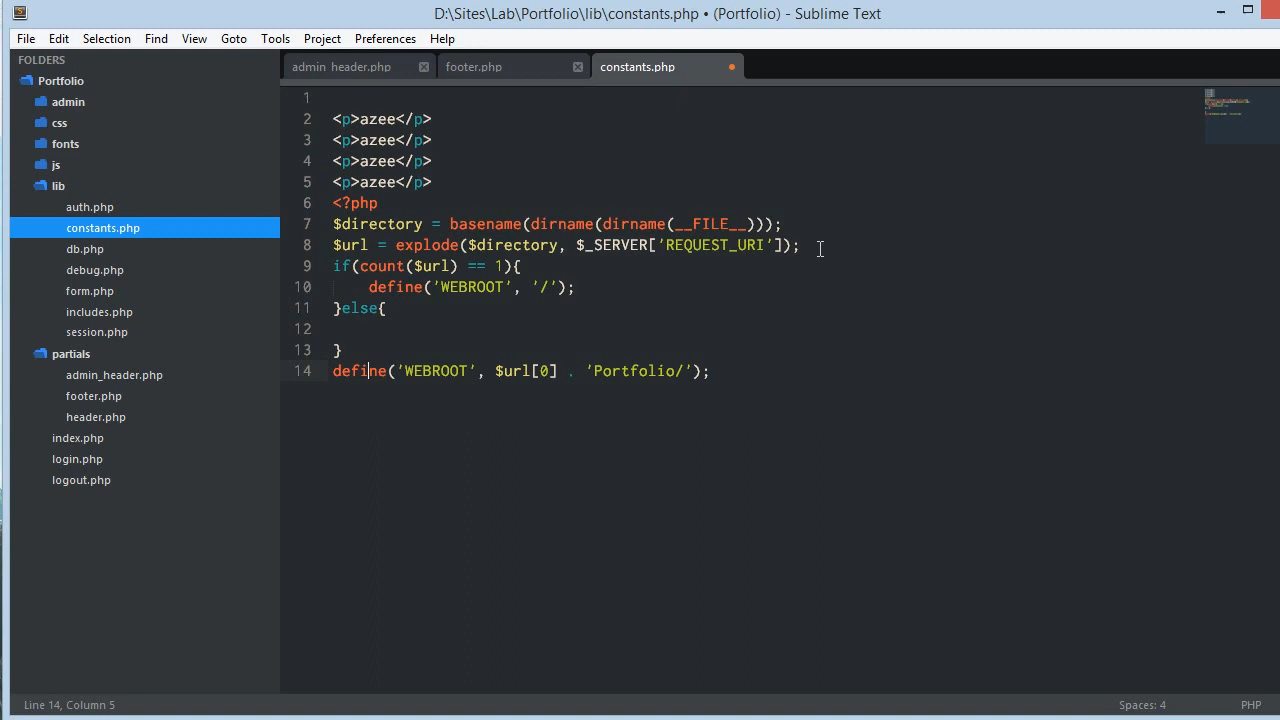 D:\Sites\Lab\Portfolio\lib\constants.php • (Portfolio) - Sublime Text
File Edit Selection Find View Goto Tools Project Preferences Help
FOLDERS
Portfolio
admin
css
fonts
js
lib
auth.php
constants.php
db.php
debug.php
form.php
includes.php
session.php
partials
admin_header.php
footer.php
header.php
index.php
login.php
logout.php
admin header.php footer.php constants.php
1
2 <p>azee</p>
3 <p>azee</p>
4 <p>azee</p>
5 <p>azee</p>
6 <?php
7 $directory = basename(dirname(dirname(__FILE__)));
8 $url = explode($directory, $_SERVER['REQUEST_URI']);
9 if(count($url) == 1){
10 define('WEBROOT', '/');
11 }else{
12
13 }
14 define('WEBROOT', $url[0] . 'Portfolio/');
Line 14, Column 5 Spaces: 4 PHP